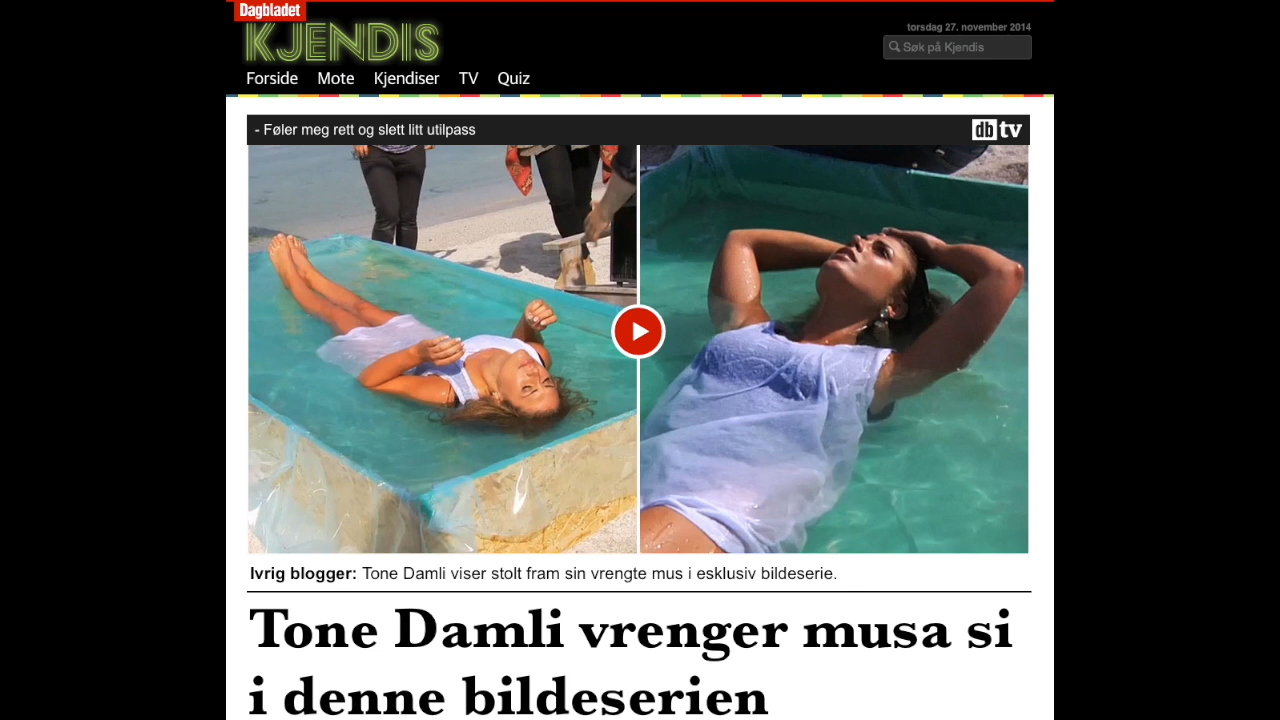 Dagbladet
KJENDIS
torsdag 27. november 2014
Søk på Kjendis
Forside Mote Kjendiser TV Quiz
- Føler meg rett og slett litt utilpass
db tv
Ivrig blogger: Tone Damli viser stolt fram sin vrengte mus i esklusiv bildeserie.
Tone Damli vrenger musa si
i denne bildeserien